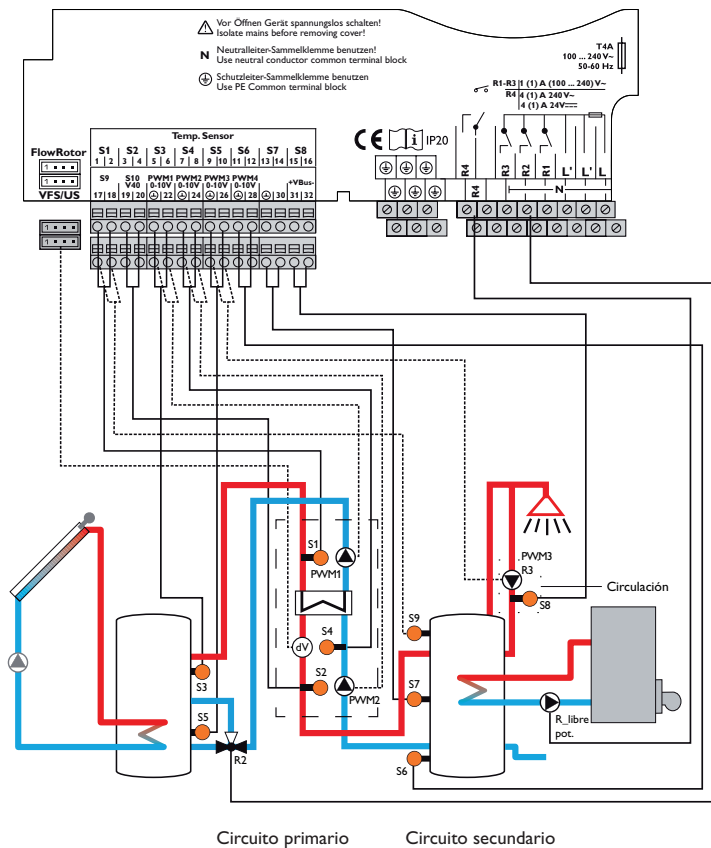 Vor Öffnen Gerät spannungslos schalten!
Isolate mains before removing cover!
N Neutralleiter-Sammelklemme benutzen!
Use neutral conductor common terminal block
Schutzleiter-Sammelklemme benutzen
Use PE Common terminal block
T4A
100 ... 240 V~
50-60 Hz
R1-R3 1 (1) A (100 ... 240) V~
R4 4 (1) A 240 V~
4 (1) A 24V
CE i IP20
Temp. Sensor
FlowRotor
S1 S2 S3 S4 S5 S6 S7 S8
1 2 3 4 5 6 7 8 9 10 11 12 13 14 15 16
1
1
VFS/US
S9 S10 PWM1 PWM2 PWM3 PWM4
V40 0-10V 0-10V 0-10V 0-10V +VBus-
17 18 19 20 22 24 26 28 30 31 32
R4 R3 R2 R1 L' L' L
R4 N
1
1
S1
PWM1
dV
S4
S2
PWM2
S3
S5
R2
PWM3
R3
S8
Circulación
S9
S7
S6
R_libre
pot.
Circuito primario Circuito secundario